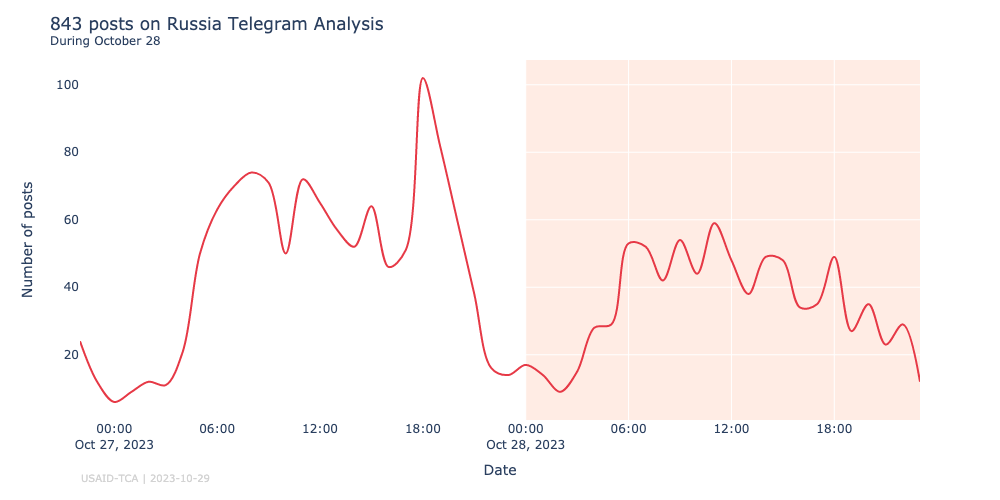 843 posts on Russia Telegram Analysis
During October 28
100
80
60
40
20
Number of posts
00:00 06:00 12:00 18:00 00:00 06:00 12:00 18:00
Oct 27, 2023 Oct 28, 2023
Date
USAID-TCA | 2023-10-29